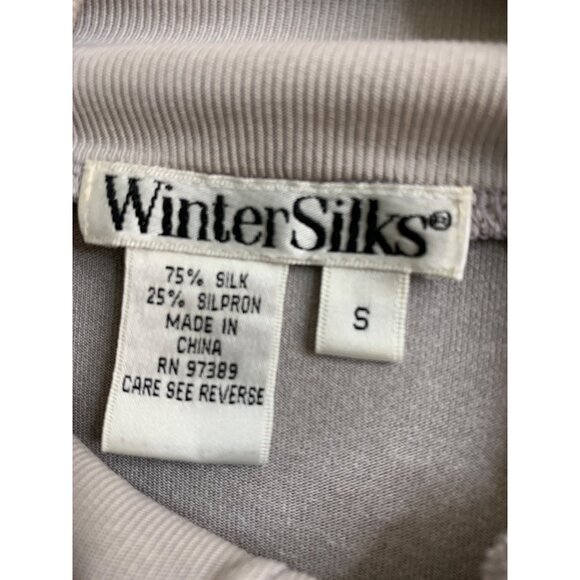 WinterSilks®
75% SILK
25% SILPRON
MADE IN
CHINA
RN 97389
CARE SEE REVERSE
S